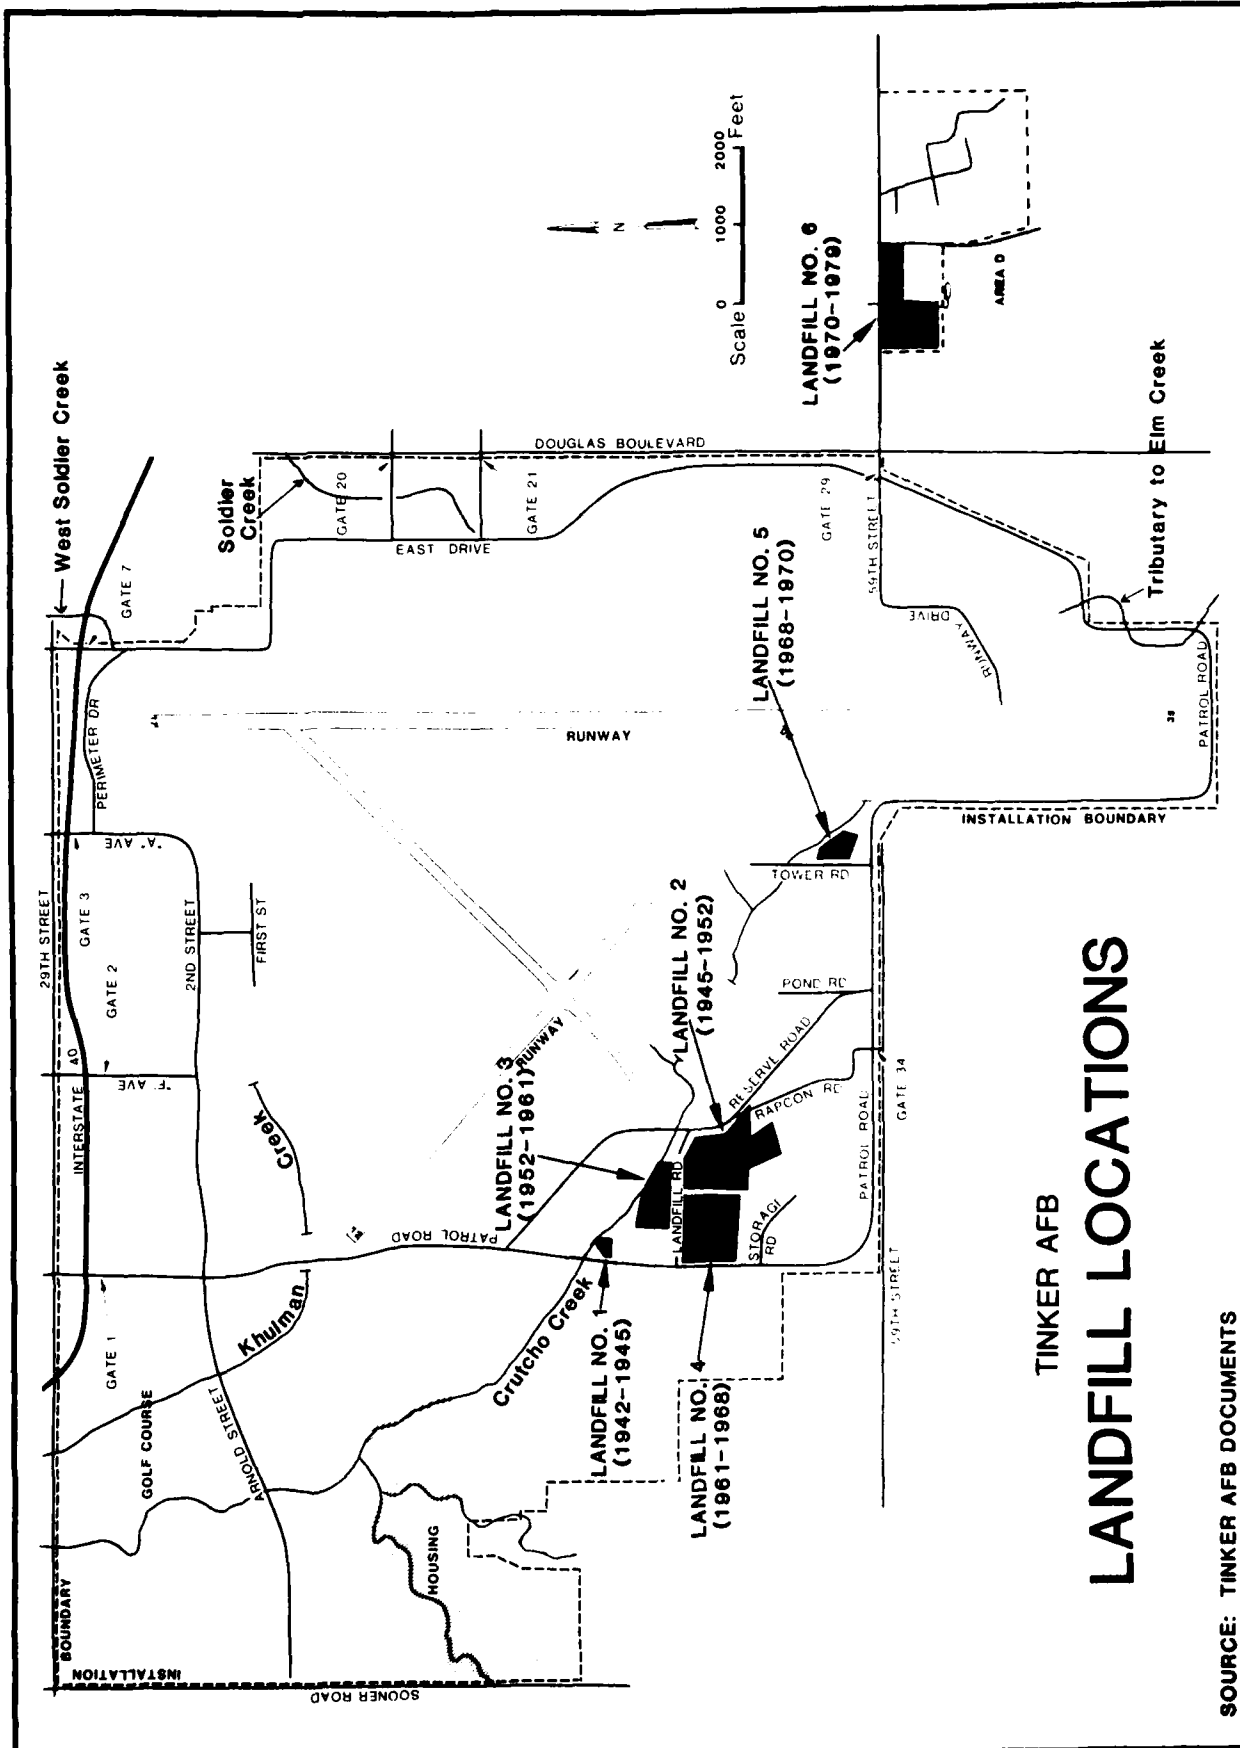 West Soldier Creek
29TH STREET
INTERSTATE 40
GATE 7
GATE 3
GATE 2
GATE 1
PERIMETER DR
"A" AVE
"F" AVE
2ND STREET
FIRST ST
Soldier
Creek
GATE 20
GATE 21
EAST DRIVE
DOUGLAS BOULEVARD
BOUNDARY
INSTALLATION
SOONER ROAD
GOLF COURSE
ARNOLD STREET
HOUSING
Khulman
Creek
PATROL ROAD
Crutcho Creek
RUNWAY
RUNWAY
N
Scale
0
1000
2000
Feet
LANDFILL NO. 3
(1952-1961)
LANDFILL NO. 1
(1942-1945)
LANDFILL NO. 4
(1961-1968)
LANDFILL NO. 2
(1945-1952)
LANDFILL NO. 5
(1968-1970)
LANDFILL NO. 6
(1970-1979)
LANDFILL RD
STORAGE
RD
RESERVE ROAD
RAPCON RD
POND RD
TOWER RD
PATROL ROAD
GATE 34
59TH STREET
GATE 29
59TH STREET
RUNWAY
DRIVE
AREA D
Tributary to Elm Creek
INSTALLATION BOUNDARY
PATROL ROAD
TINKER AFB
LANDFILL LOCATIONS
SOURCE: TINKER AFB DOCUMENTS